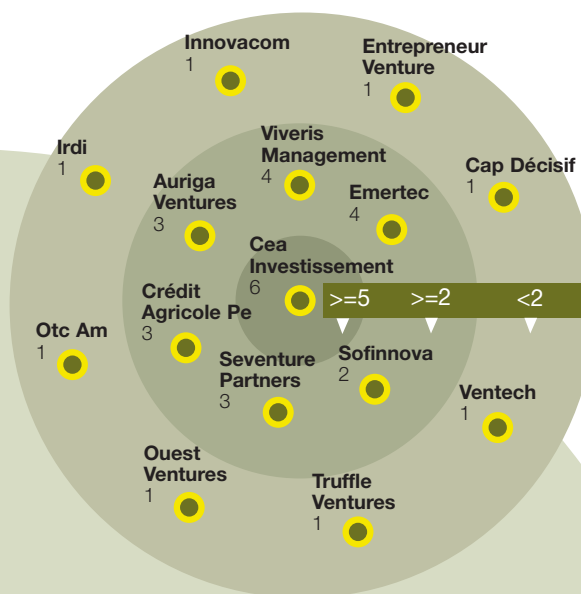 Innovacom
1
Entrepreneur
Venture
1
Irdi
1
Viveris
Management
4
Cap Décisif
1
Auriga
Ventures
3
Emertec
4
Cea
Investissement
6
>=5 >=2 <2
Crédit
Agricole Pe
3
Otc Am
1
Sofinnova
2
Seventure
Partners
3
Ventech
1
Ouest
Ventures
1
Truffle
Ventures
1